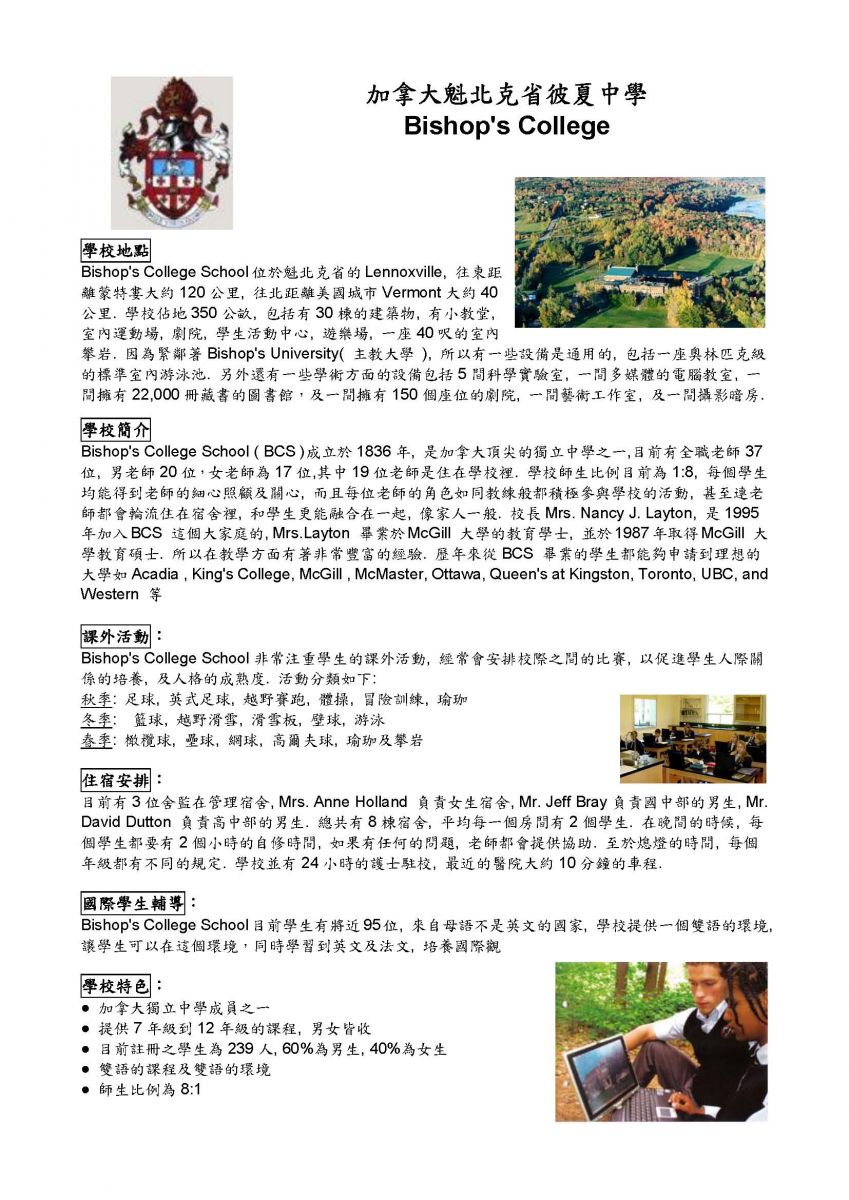 加拿大魁北克省彼夏中學
Bishop's College
學校地點
Bishop's College School 位於魁北克省的 Lennoxville, 往東距
離蒙特婁大約 120 公里, 往北距離美國城市 Vermont 大約 40
公里. 學校佔地 350 公畝, 包括有 30 棟的建築物, 有小教堂,
室內運動場, 劇院, 學生活動中心, 遊樂場, 一座 40 呎的室內
攀岩. 因為緊鄰著 Bishop's University( 主教大學 ), 所以有一些設備是通用的, 包括一座奧林匹克級
的標準室內游泳池. 另外還有一些學術方面的設備包括 5 間科學實驗室, 一間多媒體的電腦教室, 一
間擁有 22,000 冊藏書的圖書館，及一間擁有 150 個座位的劇院, 一間藝術工作室, 及一間攝影暗房.
學校簡介
Bishop's College School ( BCS )成立於 1836 年, 是加拿大頂尖的獨立中學之一,目前有全職老師 37
位, 男老師 20 位，女老師為 17 位,其中 19 位老師是住在學校裡. 學校師生比例目前為 1:8, 每個學生
均能得到老師的細心照顧及關心, 而且每位老師的角色如同教練般都積極參與學校的活動, 甚至連老
師都會輪流住在宿舍裡, 和學生更能融合在一起, 像家人一般. 校長 Mrs. Nancy J. Layton, 是 1995
年加入 BCS 這個大家庭的, Mrs.Layton 畢業於 McGill 大學的教育學士, 並於 1987 年取得 McGill 大
學教育碩士. 所以在教學方面有著非常豐富的經驗. 歷年來從 BCS 畢業的學生都能夠申請到理想的
大學如 Acadia , King's College, McGill , McMaster, Ottawa, Queen's at Kingston, Toronto, UBC, and
Western 等
課外活動：
Bishop's College School 非常注重學生的課外活動, 經常會安排校際之間的比賽, 以促進學生人際關
係的培養, 及人格的成熟度. 活動分類如下:
秋季: 足球, 英式足球, 越野賽跑, 體操, 冒險訓練, 瑜珈
冬季: 籃球, 越野滑雪, 滑雪板, 壁球, 游泳
春季: 橄欖球, 壘球, 網球, 高爾夫球, 瑜珈及攀岩
住宿安排：
目前有 3 位舍監在管理宿舍, Mrs. Anne Holland 負責女生宿舍, Mr. Jeff Bray 負責國中部的男生, Mr.
David Dutton 負責高中部的男生. 總共有 8 棟宿舍, 平均每一個房間有 2 個學生. 在晚間的時候, 每
個學生都要有 2 個小時的自修時間, 如果有任何的問題, 老師都會提供協助. 至於熄燈的時間, 每個
年級都有不同的規定. 學校並有 24 小時的護士駐校, 最近的醫院大約 10 分鐘的車程.
國際學生輔導：
Bishop's College School 目前學生有將近 95 位, 來自母語不是英文的國家, 學校提供一個雙語的環境,
讓學生可以在這個環境，同時學習到英文及法文, 培養國際觀
學校特色：
● 加拿大獨立中學成員之一
● 提供 7 年級到 12 年級的課程, 男女皆收
● 目前註冊之學生為 239 人, 60%為男生, 40%為女生
● 雙語的課程及雙語的環境
● 師生比例為 8:1